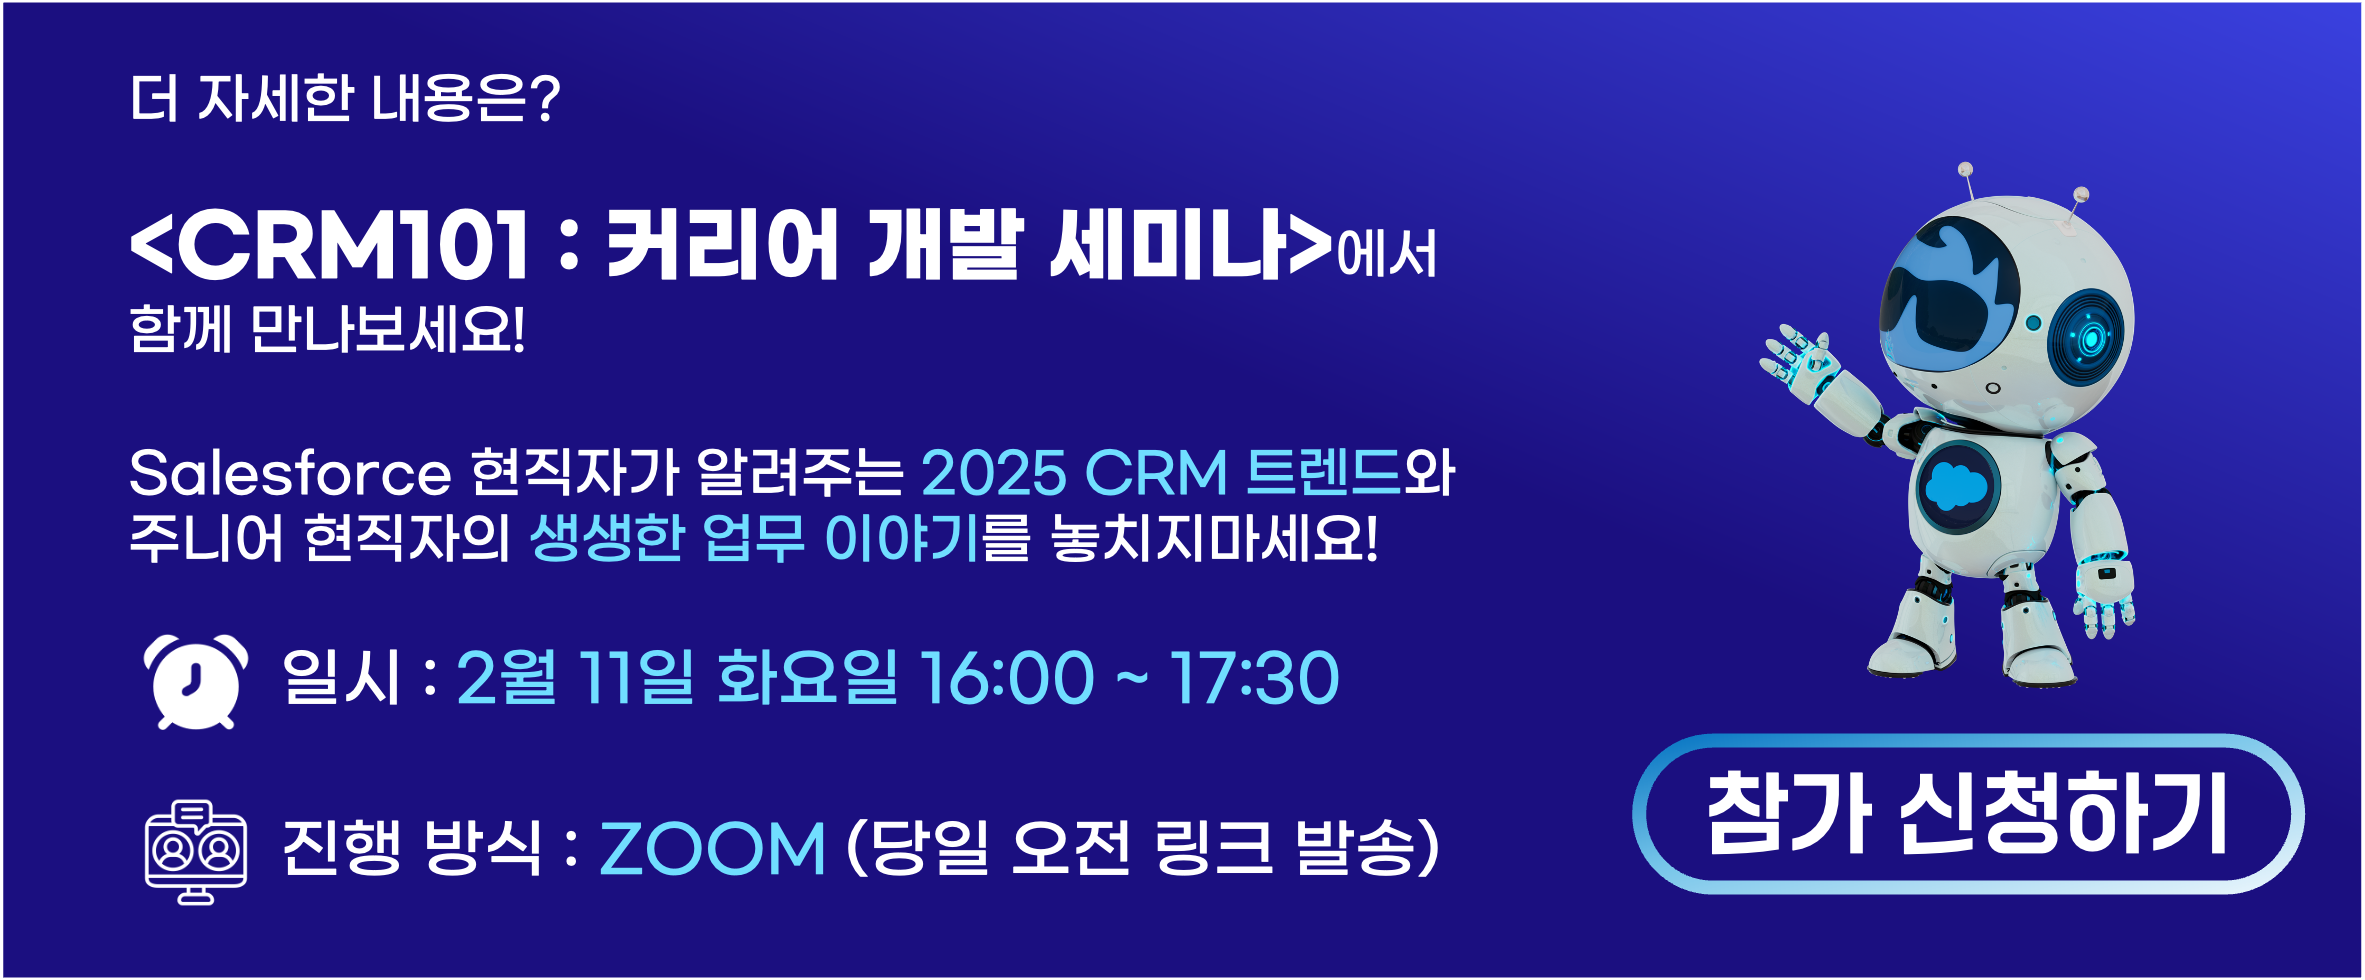 더 자세한 내용은?
<CRM101 : 커리어 개발 세미나>에서
함께 만나보세요!
Salesforce 현직자가 알려주는 2025 CRM 트렌드와
주니어 현직자의 생생한 업무 이야기를 놓치지마세요!
일시 : 2월 11일 화요일 16:00 ~ 17:30
진행 방식 : ZOOM (당일 오전 링크 발송)
참가 신청하기